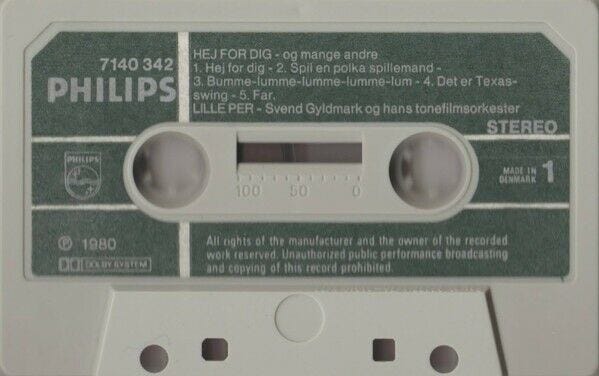 7140 342
PHILIPS
HEJ FOR DIG - og mange andre
1. Hej for dig - 2. Spil en polka spillemand -
3. Bumme-lumme-lumme-lumme-lum - 4. Det er Texas-
swing - 5. Far.
LILLE PER - Svend Gyldmark og hans tonefilmsorkester
STEREO
PHILIPS
100 50 0
MADE IN
DENMARK 1
Ⓟ 1980
DOLBY SYSTEM
All rights of the manufacturer and the owner of the recorded
work reserved. Unauthorized public performance broadcasting
and copying of this record prohibited.